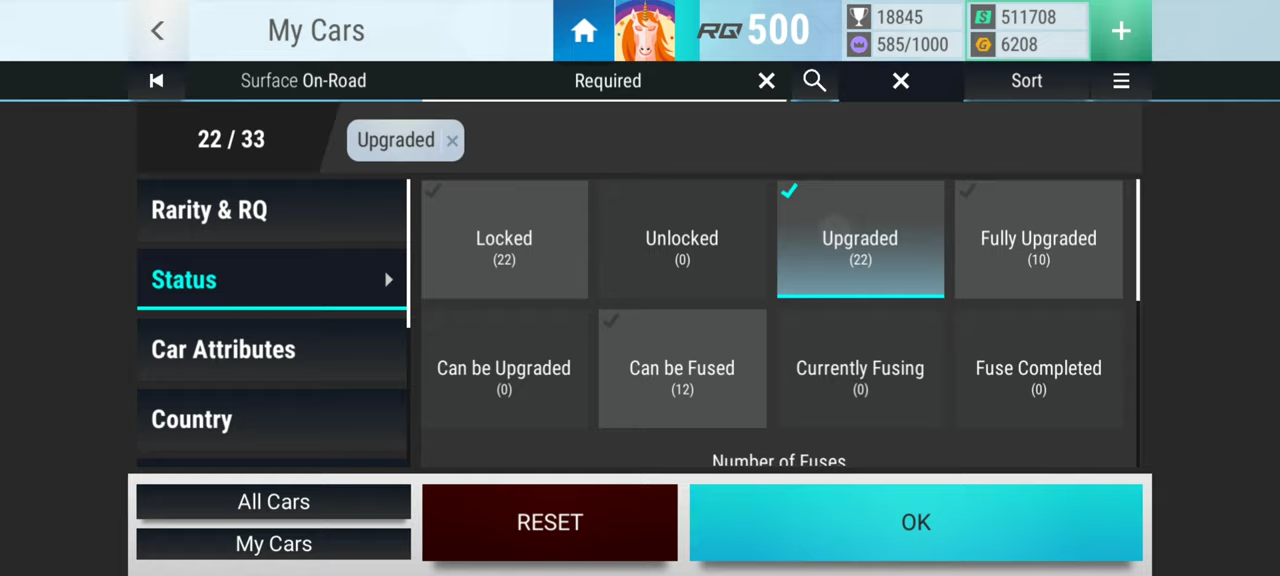 My Cars
RQ 500
18845
585/1000
511708
6208
+
Surface On-Road
Required
Sort
22 / 33
Upgraded
Rarity & RQ
Status
Car Attributes
Country
Locked
(22)
Unlocked
(0)
Upgraded
(22)
Fully Upgraded
(10)
Can be Upgraded
(0)
Can be Fused
(12)
Currently Fusing
(0)
Fuse Completed
(0)
Number of Fuses
All Cars
My Cars
RESET
OK